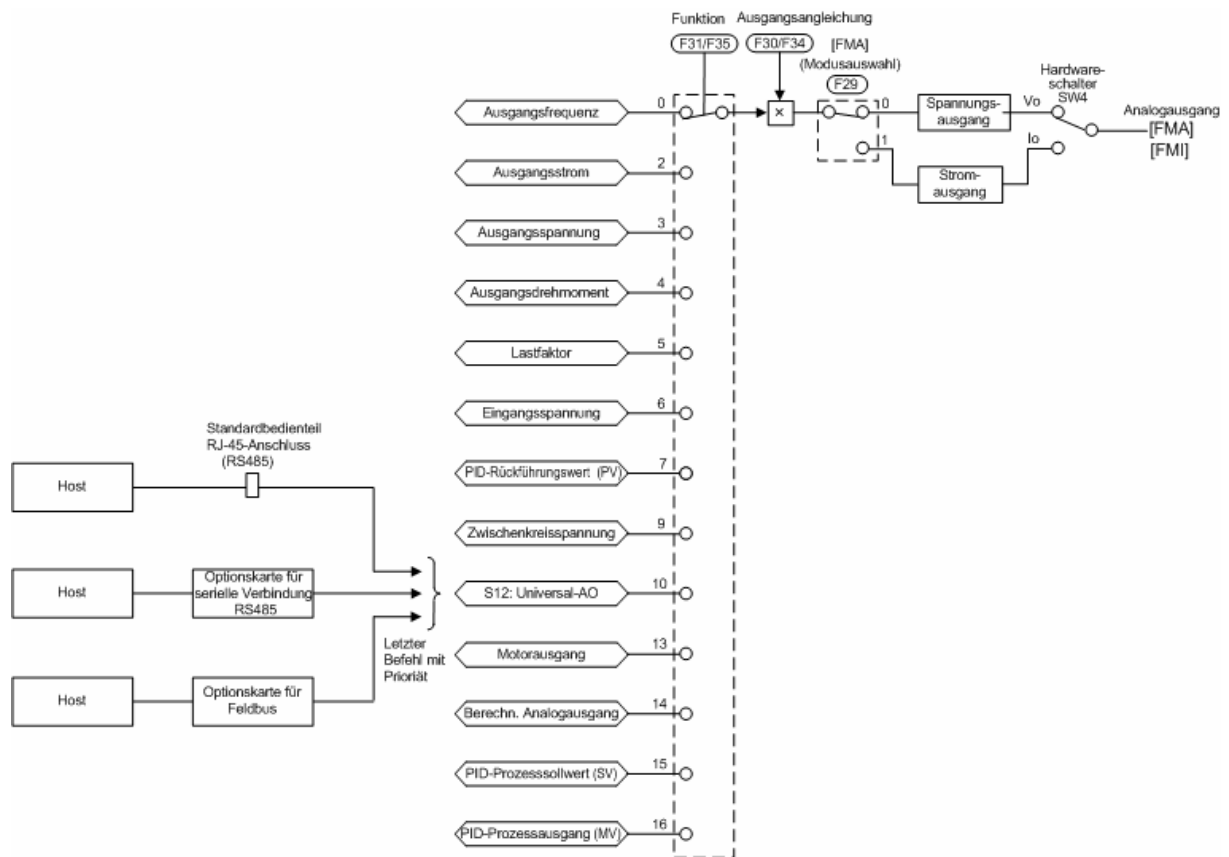 Funktion
Ausgangsangleichung
F31/F35
F30/F34
[FMA]
(Modusauswahl)
F29
Hardware-
schalter
SW4
Ausgangsfrequenz
0
×
0
Spannungs-
ausgang
Vo
Analogausgang
[FMA]
[FMI]
1
Strom-
ausgang
Io
Ausgangsstrom
2
Ausgangsspannung
3
Ausgangsdrehmoment
4
Lastfaktor
5
Eingangsspannung
6
Standardbedienteil
RJ-45-Anschluss
(RS485)
Host
PID-Rückführungswert (PV)
7
Zwischenkreisspannung
9
Host
Optionskarte für
serielle Verbindung
RS485
S12: Universal-AO
10
Letzter
Befehl mit
Prioriät
Motorausgang
13
Host
Optionskarte für
Feldbus
Berechn. Analogausgang
14
PID-Prozesssollwert (SV)
15
PID-Prozessausgang (MV)
16